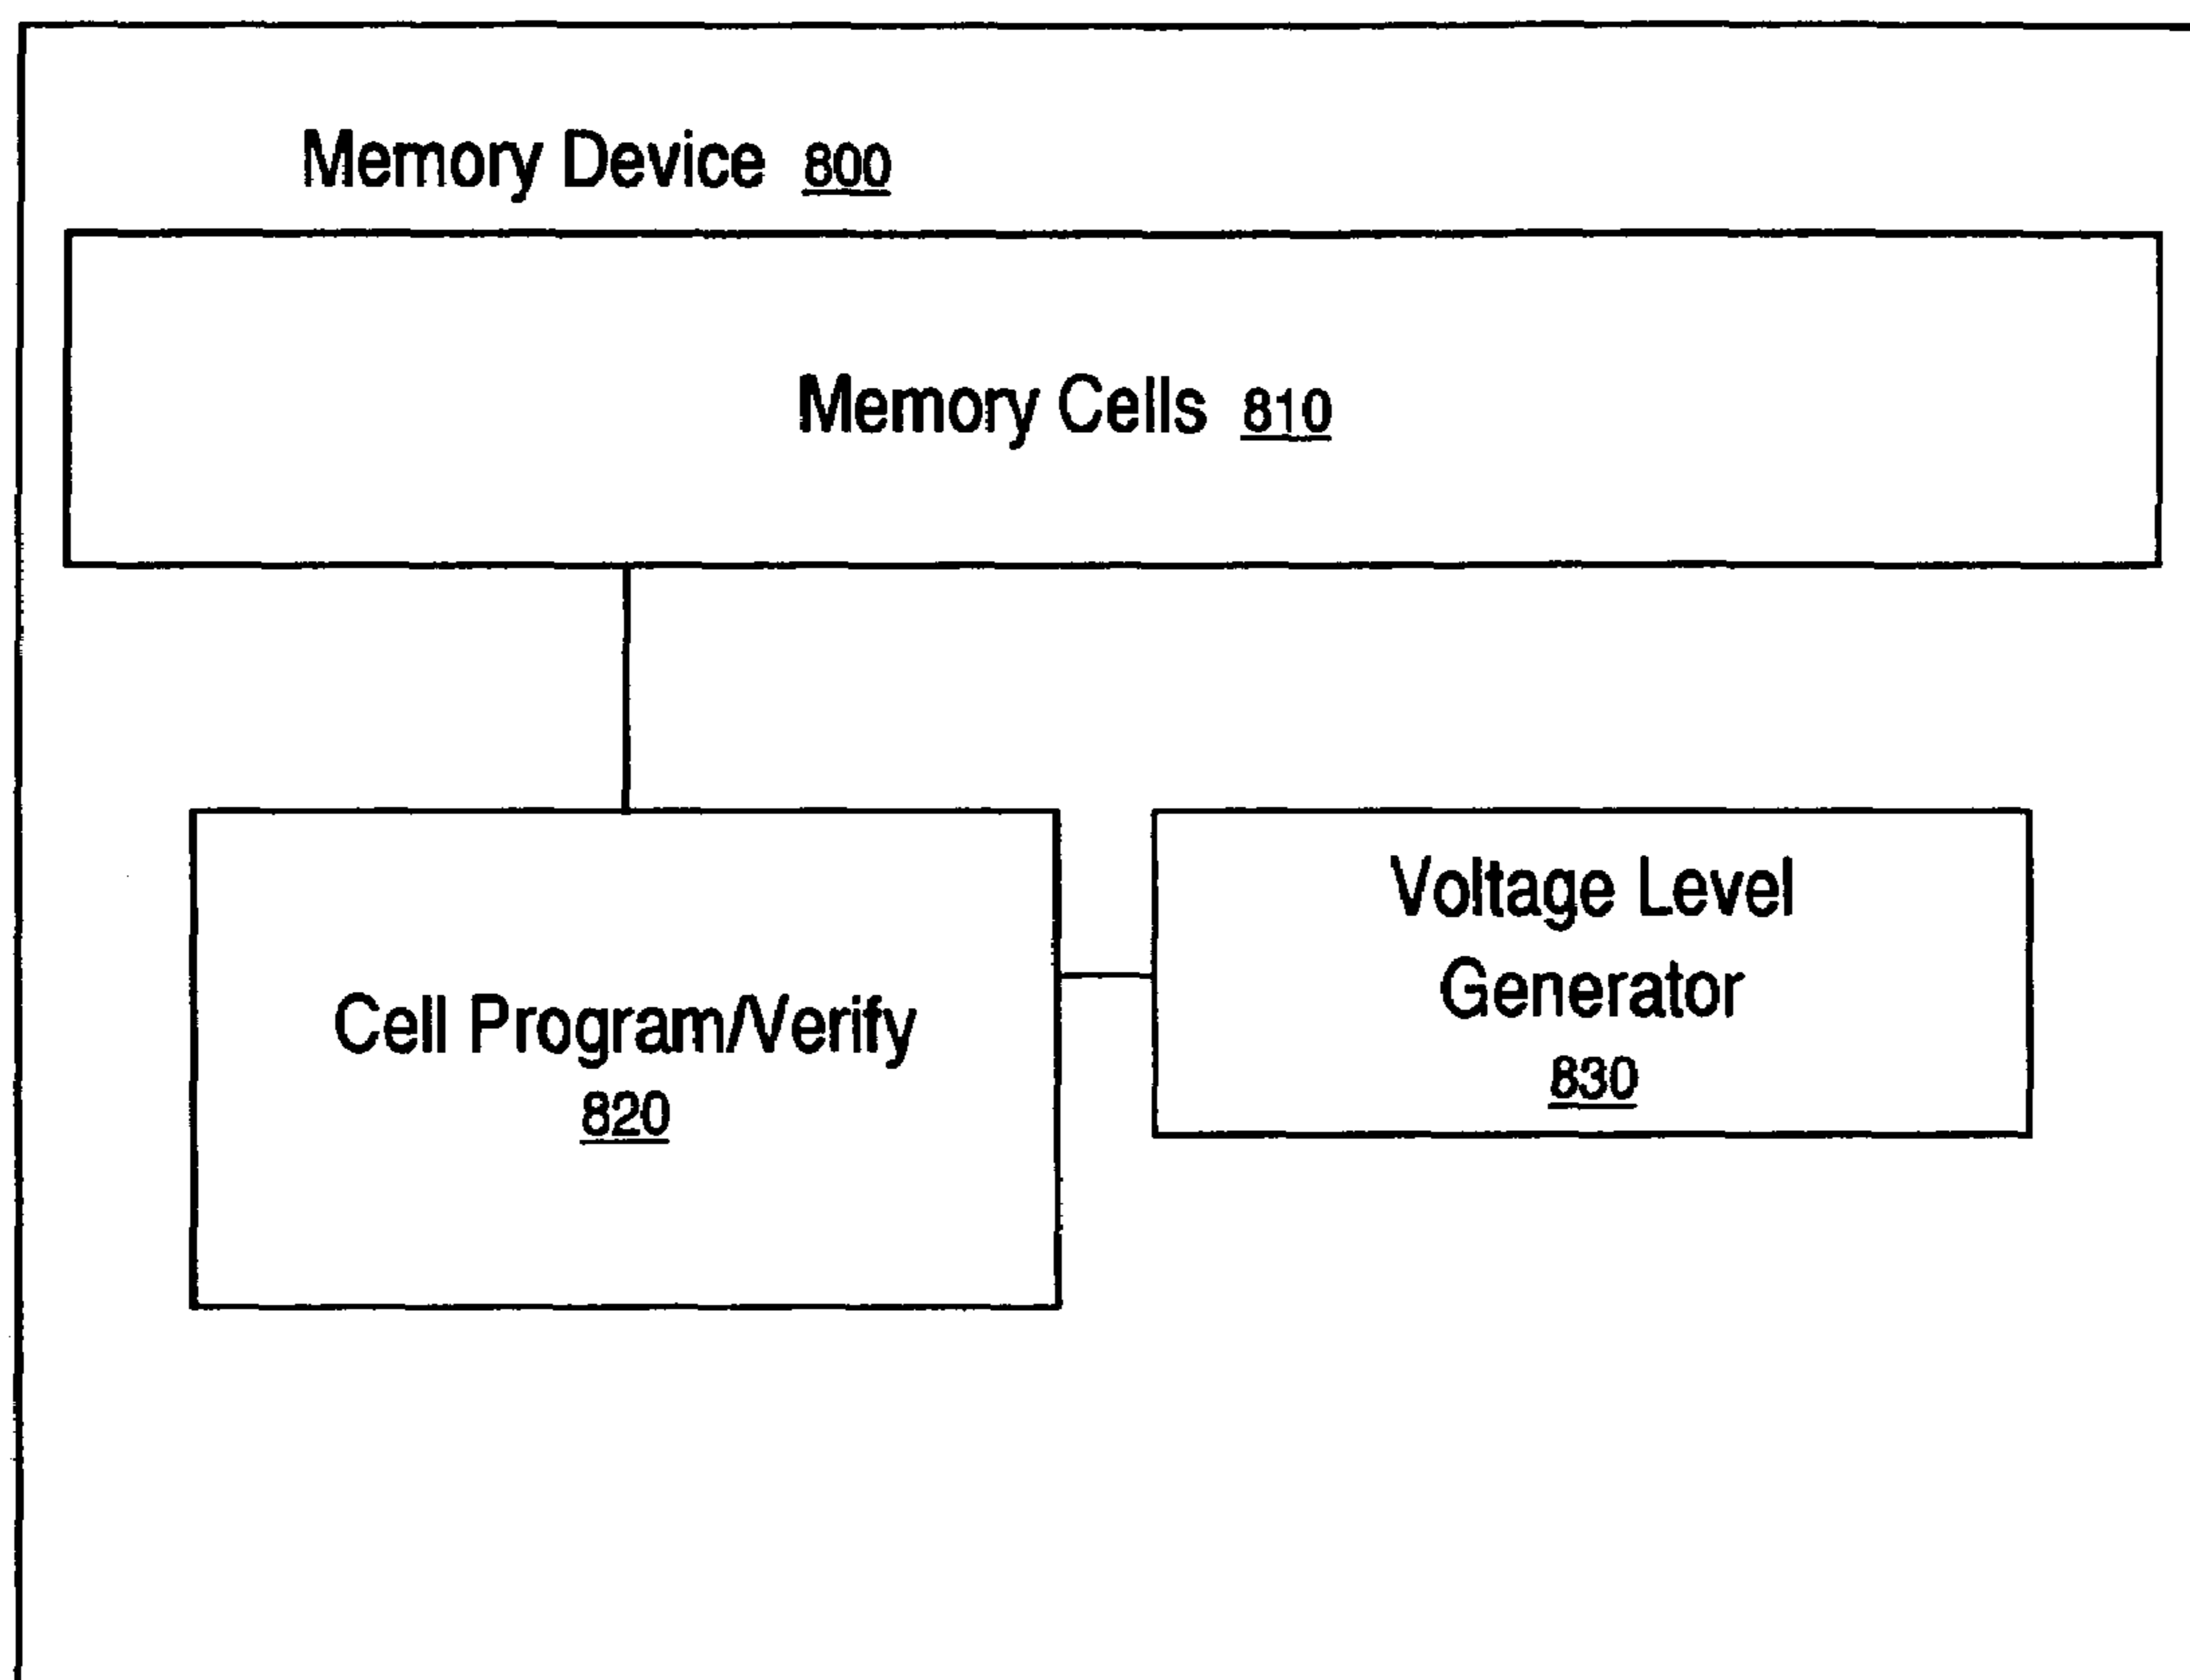 Memory Device 800
Memory Cells 810
Cell Program/Verify
820
Voltage Level
Generator
830